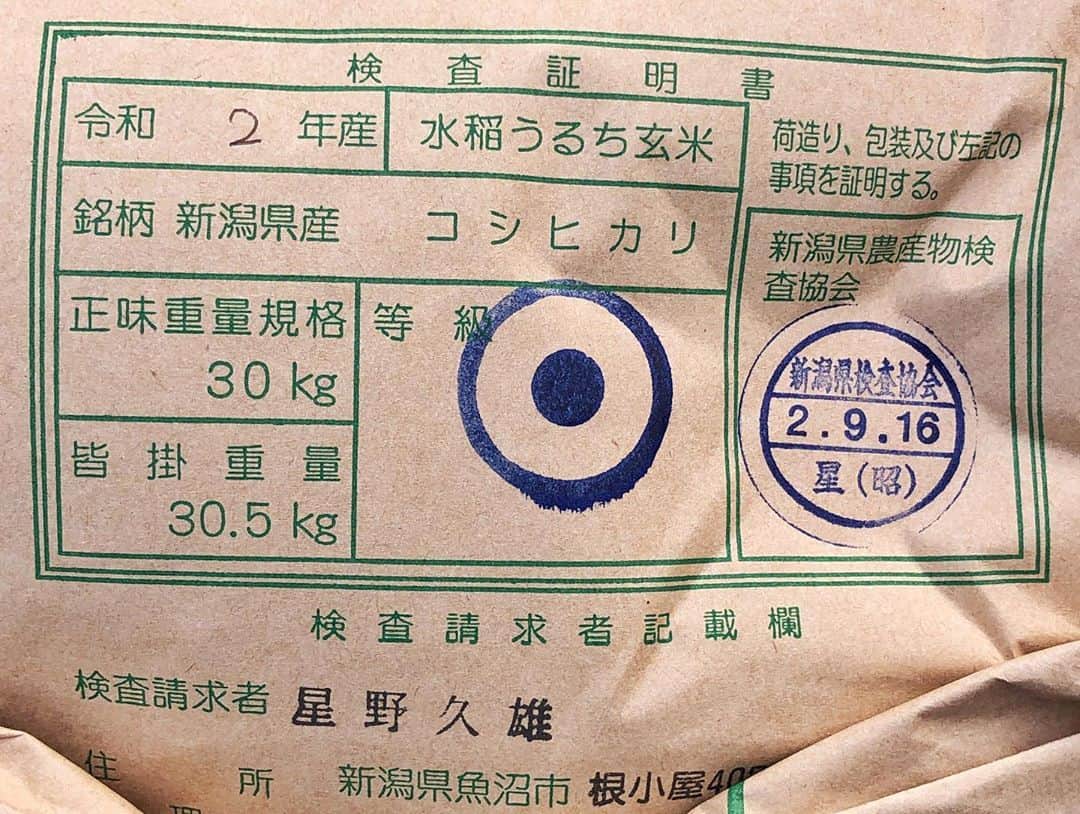 検査証明書
令和 2 年産
水稲うるち玄米
荷造り、包装及び左記の
事項を証明する。
銘柄 新潟県産 コシヒカリ
新潟県農産物検
査協会
正味重量規格
30 kg
等級
新潟県検査協会
2.9.16
星(昭)
皆掛重量
30.5 kg
検査請求者記載欄
検査請求者 星野久雄
住所 新潟県魚沼市 根小屋